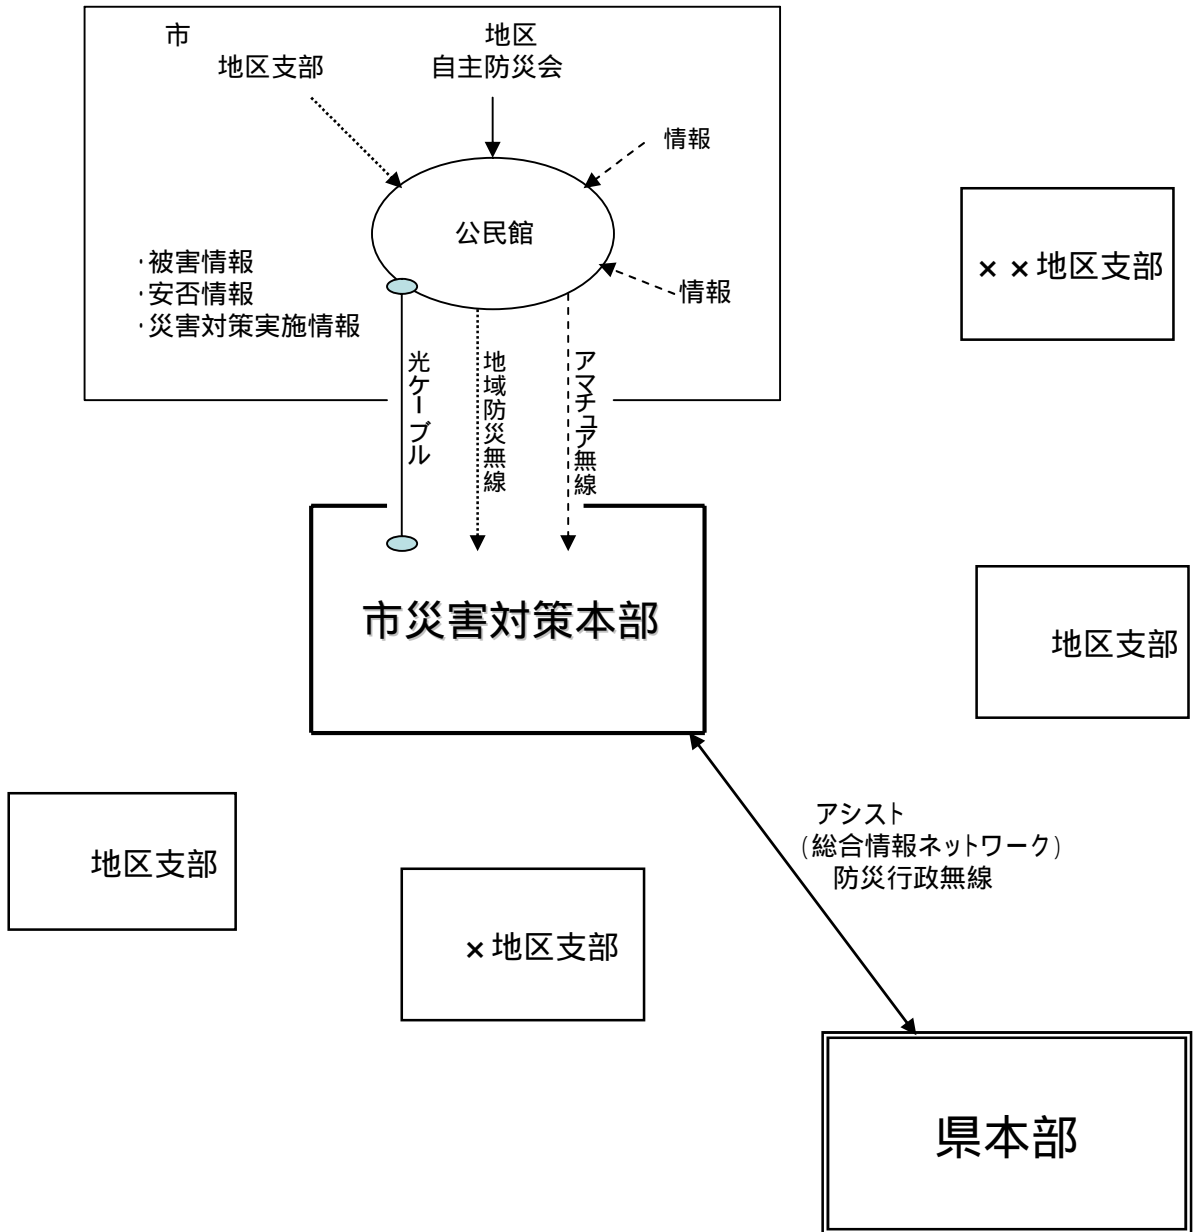 市
地区支部
地区
自主防災会
情報
公民館
情報
・被害情報
・安否情報
・災害対策実施情報
光ケーブル
地域防災無線
アマチュア無線
××地区支部
市災害対策本部
地区支部
アシスト
(総合情報ネットワーク)
防災行政無線
地区支部
×地区支部
県本部